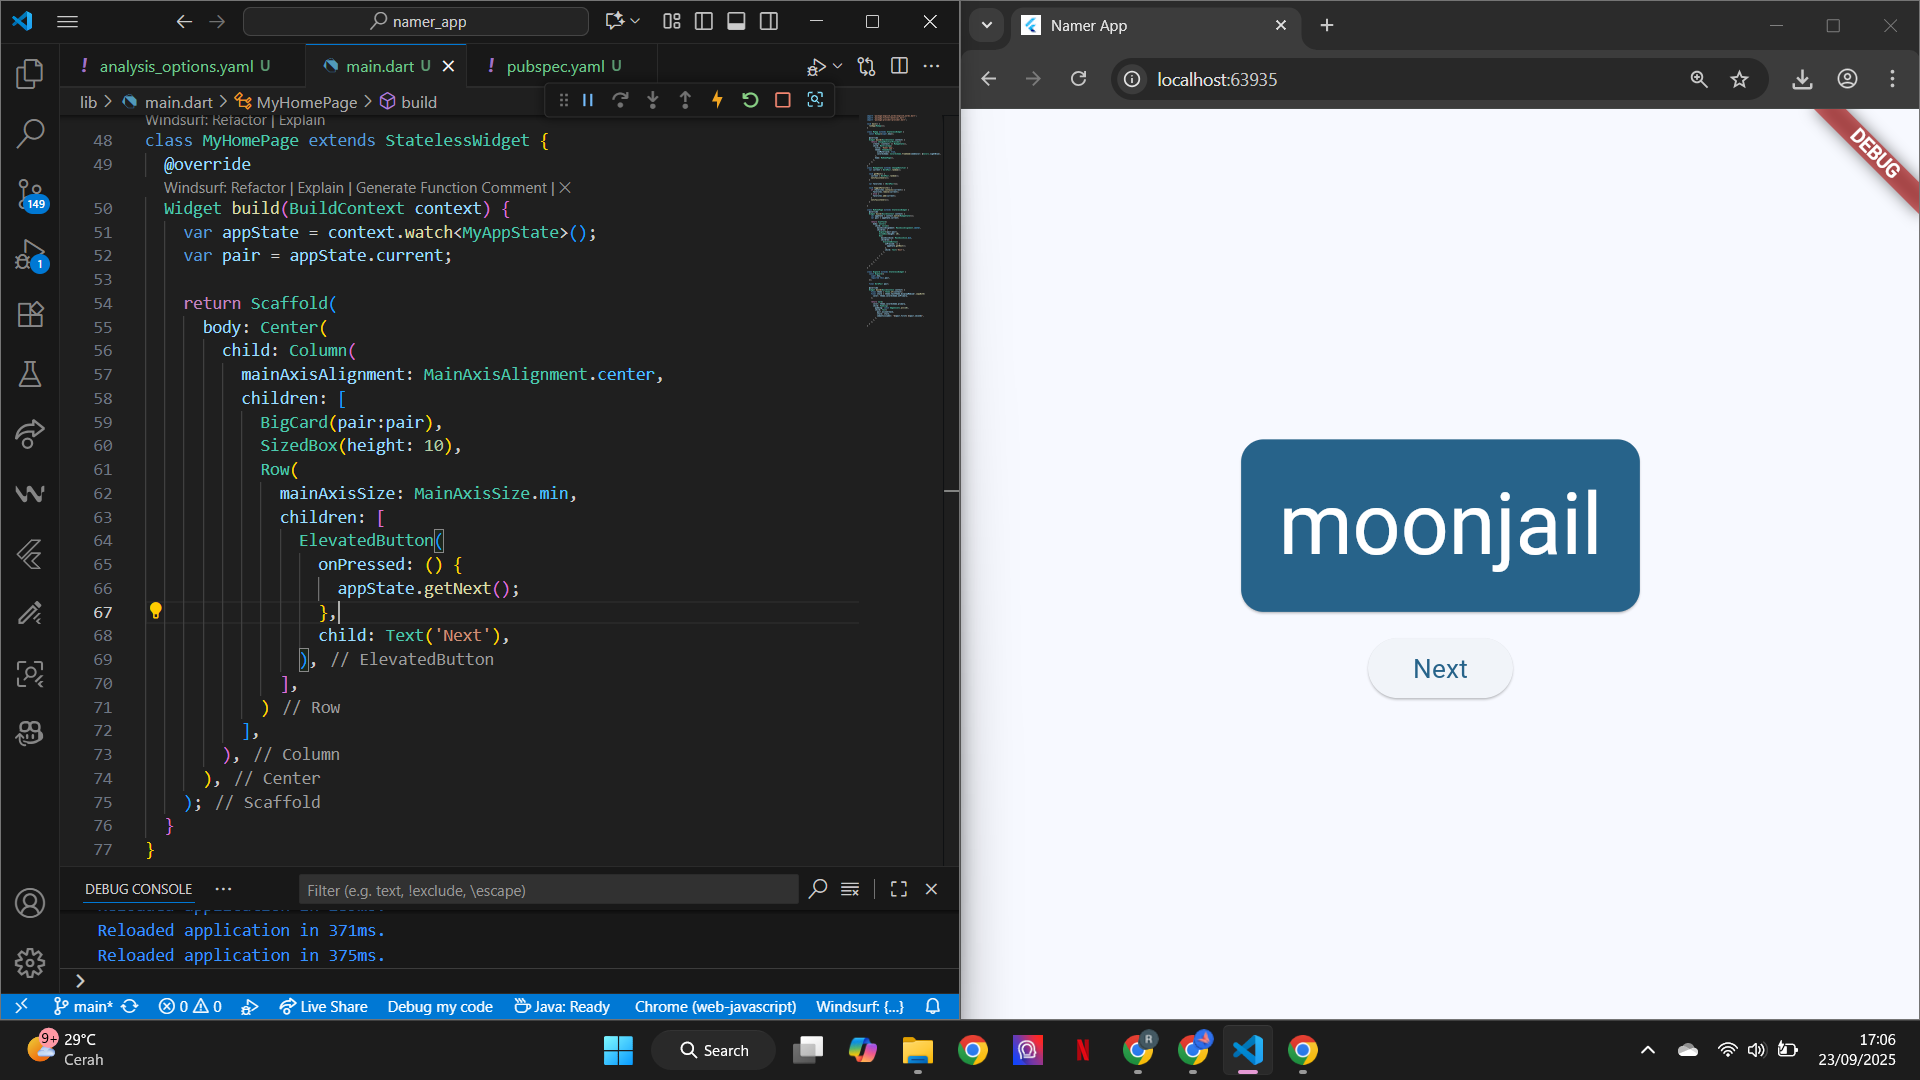 namer_app
analysis_options.yaml U
main.dart U
pubspec.yaml U
lib > main.dart > MyHomePage > build
Windsurf: Refactor | Explain
48 class MyHomePage extends StatelessWidget {
49 @override
Windsurf: Refactor | Explain | Generate Function Comment | ×
50 Widget build(BuildContext context) {
51 var appState = context.watch<MyAppState>();
52 var pair = appState.current;
53
54 return Scaffold(
55 body: Center(
56 child: Column(
57 mainAxisAlignment: MainAxisAlignment.center,
58 children: [
59 BigCard(pair:pair),
60 SizedBox(height: 10),
61 Row(
62 mainAxisSize: MainAxisSize.min,
63 children: [
64 ElevatedButton(
65 onPressed: () {
66 appState.getNext();
67 },
68 child: Text('Next'),
69 ), // ElevatedButton
70 ],
71 ) // Row
72 ],
73 ), // Column
74 ), // Center
75 ); // Scaffold
76 }
77 }
149
1
DEBUG CONSOLE
Filter (e.g. text, !exclude, \escape)
Reloaded application in 371ms.
Reloaded application in 375ms.
main* 0 0 Live Share Debug my code Java: Ready Chrome (web-javascript) Windsurf: {...}
Namer App
localhost:63935
DEBUG
moonjail
Next
9+
29°C
Cerah
Search
R
17:06
23/09/2025